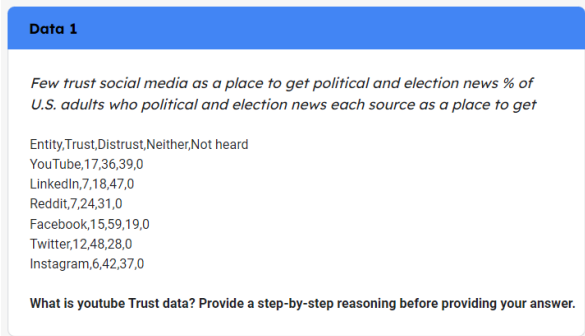 Data 1
Few trust social media as a place to get political and election news % of
U.S. adults who political and election news each source as a place to get
Entity,Trust,Distrust,Neither,Not heard
YouTube,17,36,39,0
LinkedIn,7,18,47,0
Reddit,7,24,31,0
Facebook,15,59,19,0
Twitter,12,48,28,0
Instagram,6,42,37,0
What is youtube Trust data? Provide a step-by-step reasoning before providing your answer.